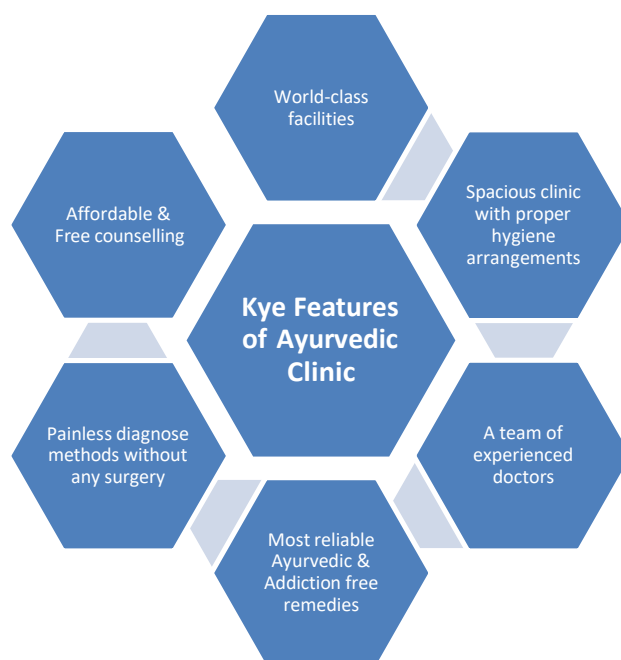 World-class
facilities
Spacious clinic
with proper
hygiene
arrangements
A team of
experienced
doctors
Most reliable
Ayurvedic &
Addiction free
remedies
Painless diagnose
methods without
any surgery
Affordable &
Free counselling
Kye Features
of Ayurvedic
Clinic